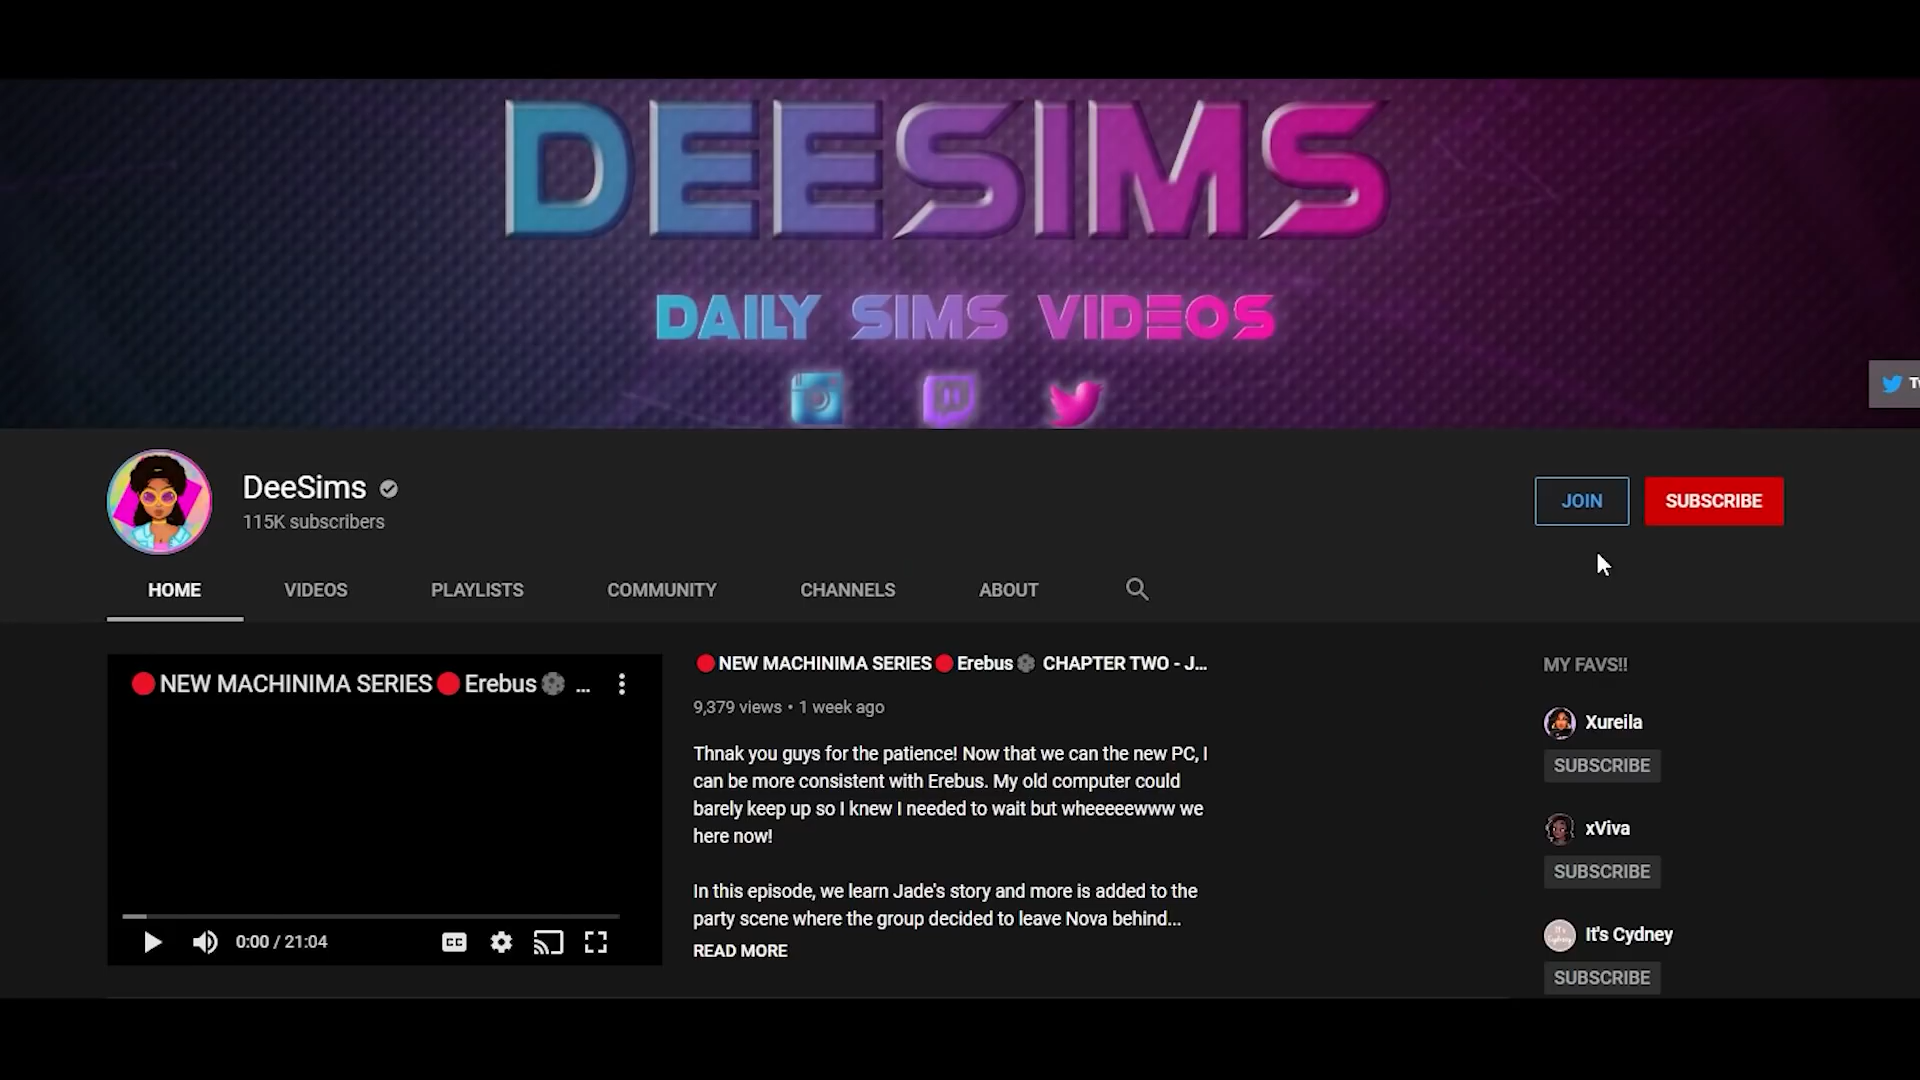 DEESIMS
DAILY SIMS VIDEOS
DeeSims
115K subscribers
JOIN
SUBSCRIBE
HOME
VIDEOS
PLAYLISTS
COMMUNITY
CHANNELS
ABOUT
🔴NEW MACHINIMA SERIES🔴Erebus ...
0:00 / 21:04
CC
🔴NEW MACHINIMA SERIES🔴Erebus CHAPTER TWO - J...
9,379 views • 1 week ago
Thnak you guys for the patience! Now that we can the new PC, I
can be more consistent with Erebus. My old computer could
barely keep up so I knew I needed to wait but wheeeeewww we
here now!
In this episode, we learn Jade's story and more is added to the
party scene where the group decided to leave Nova behind...
READ MORE
MY FAVS!!
Xureila
SUBSCRIBE
xViva
SUBSCRIBE
It's Cydney
SUBSCRIBE